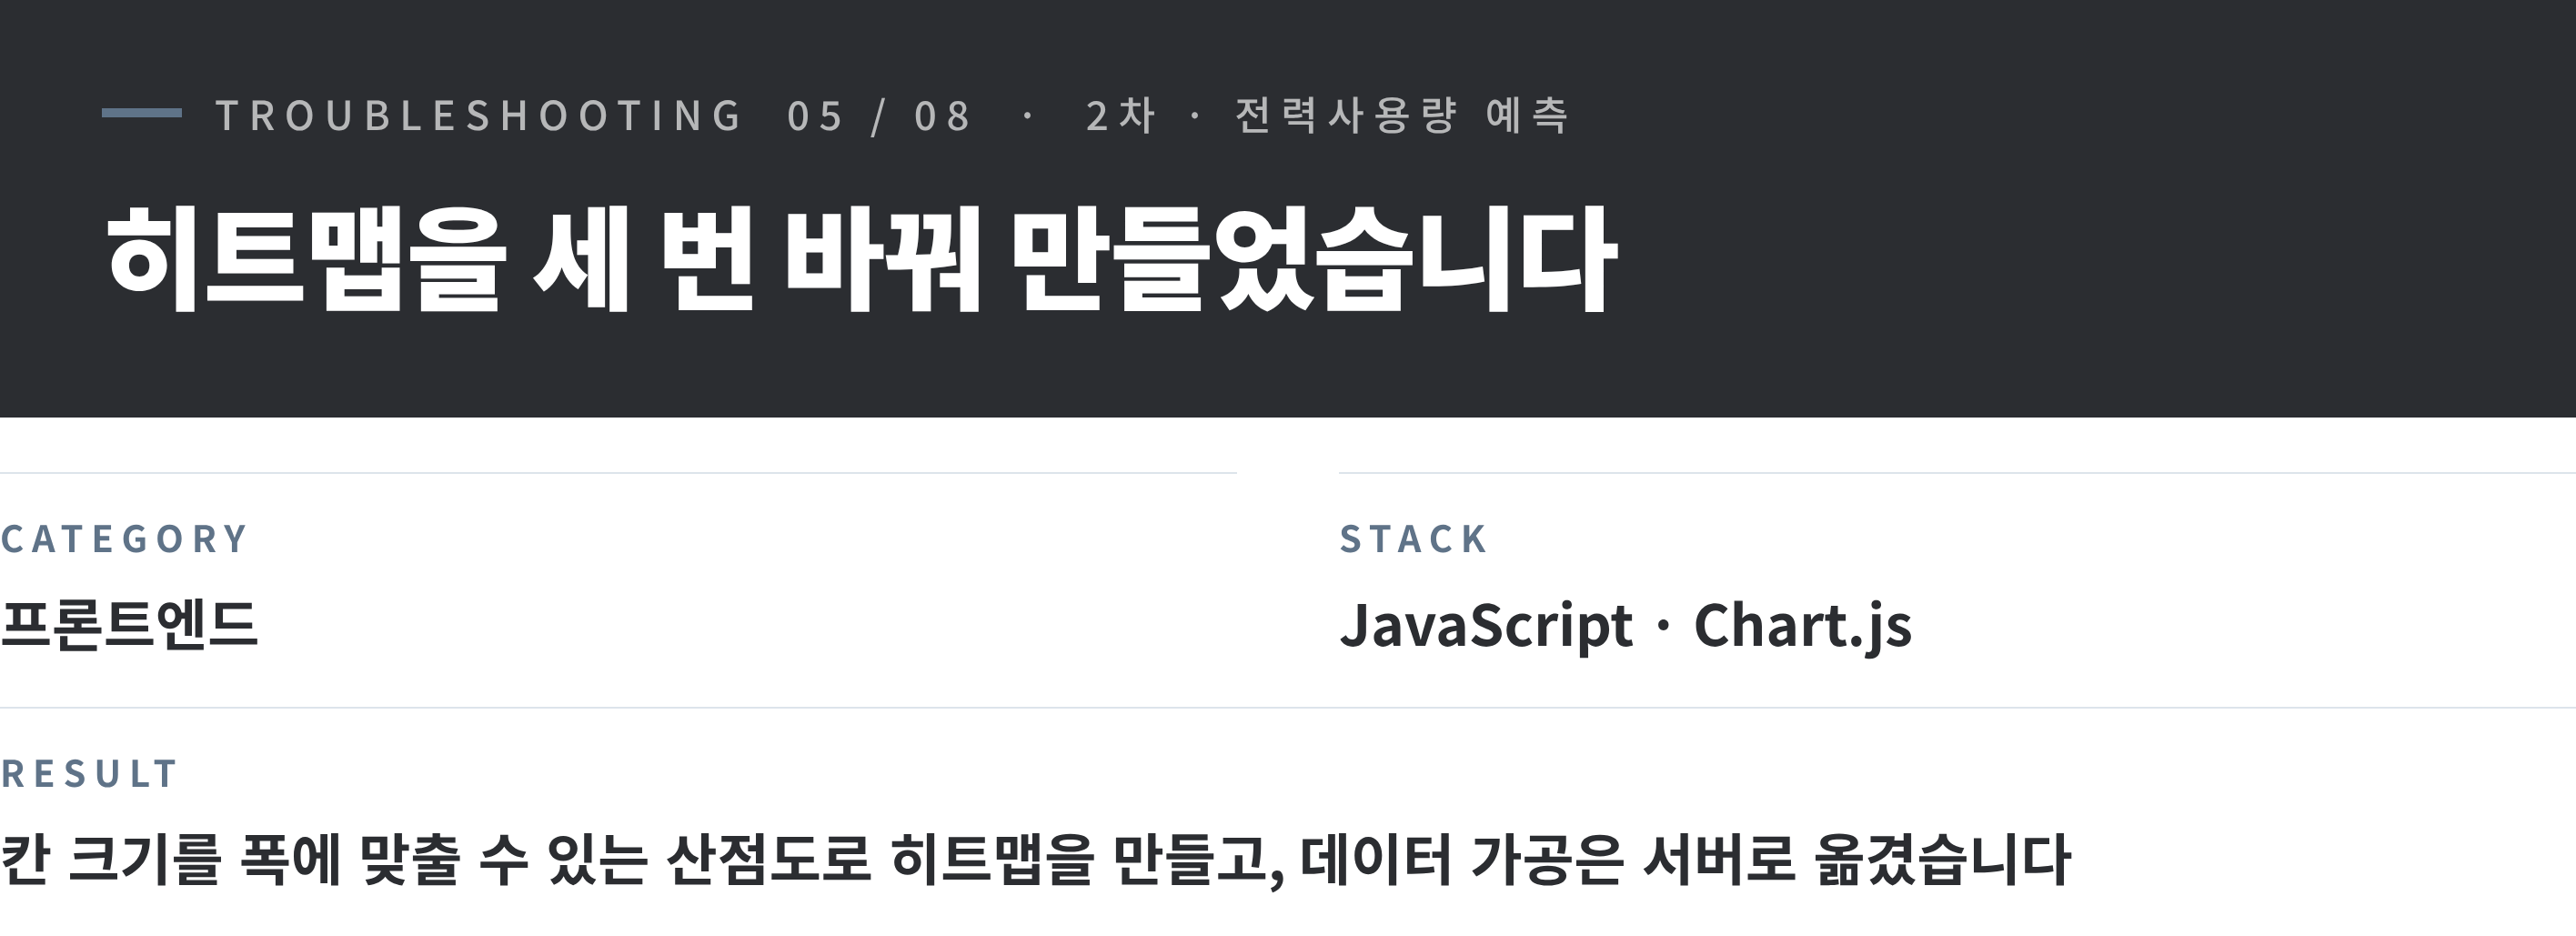 TROUBLESHOOTING 05 / 08 · 2차 · 전력사용량 예측
히트맵을 세 번 바꿔 만들었습니다
CATEGORY
프론트엔드
STACK
JavaScript · Chart.js
RESULT
칸 크기를 폭에 맞출 수 있는 산점도로 히트맵을 만들고, 데이터 가공은 서버로 옮겼습니다